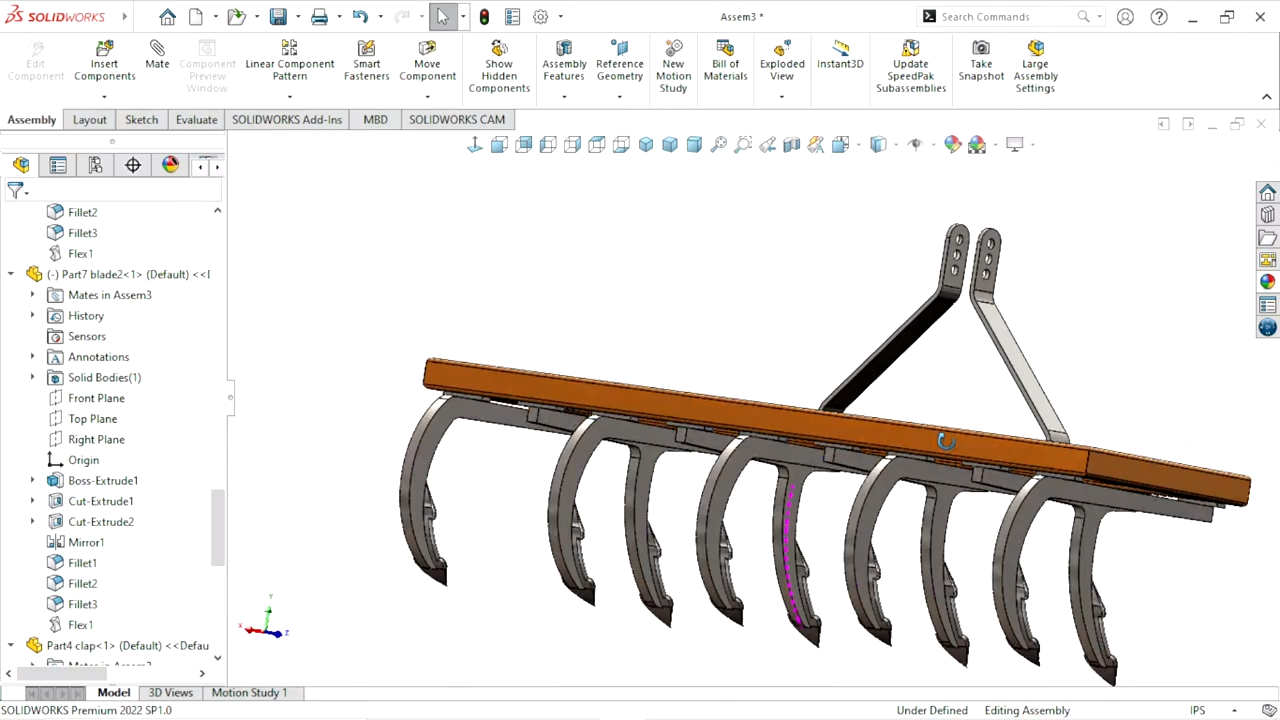 SOLIDWORKS
Assem3 *
Search Commands
Edit Component
Insert Components
Mate
Component Preview Window
Linear Component Pattern
Smart Fasteners
Move Component
Show Hidden Components
Assembly Features
Reference Geometry
New Motion Study
Bill of Materials
Exploded View
Instant3D
Update SpeedPak Subassemblies
Take Snapshot
Large Assembly Settings
Assembly
Layout
Sketch
Evaluate
SOLIDWORKS Add-Ins
MBD
SOLIDWORKS CAM
Fillet2
Fillet3
Flex1
(-) Part7 blade2<1> (Default) <<D
Mates in Assem3
History
Sensors
Annotations
Solid Bodies(1)
Front Plane
Top Plane
Right Plane
Origin
Boss-Extrude1
Cut-Extrude1
Cut-Extrude2
Mirror1
Fillet1
Fillet2
Fillet3
Flex1
Part4 clap<1> (Default) <<Defau
Mates in Assem3
Y
X
Z
Model
3D Views
Motion Study 1
SOLIDWORKS Premium 2022 SP1.0
Under Defined
Editing Assembly
IPS